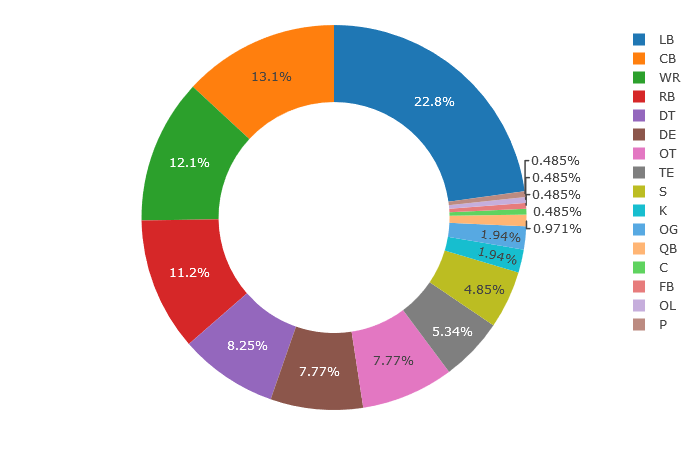 LB
CB
WR
RB
DT
DE
OT
TE
S
K
OG
QB
C
FB
OL
P
22.8%
13.1%
12.1%
11.2%
8.25%
7.77%
7.77%
5.34%
4.85%
1.94%
1.94%
0.971%
0.485%
0.485%
0.485%
0.485%